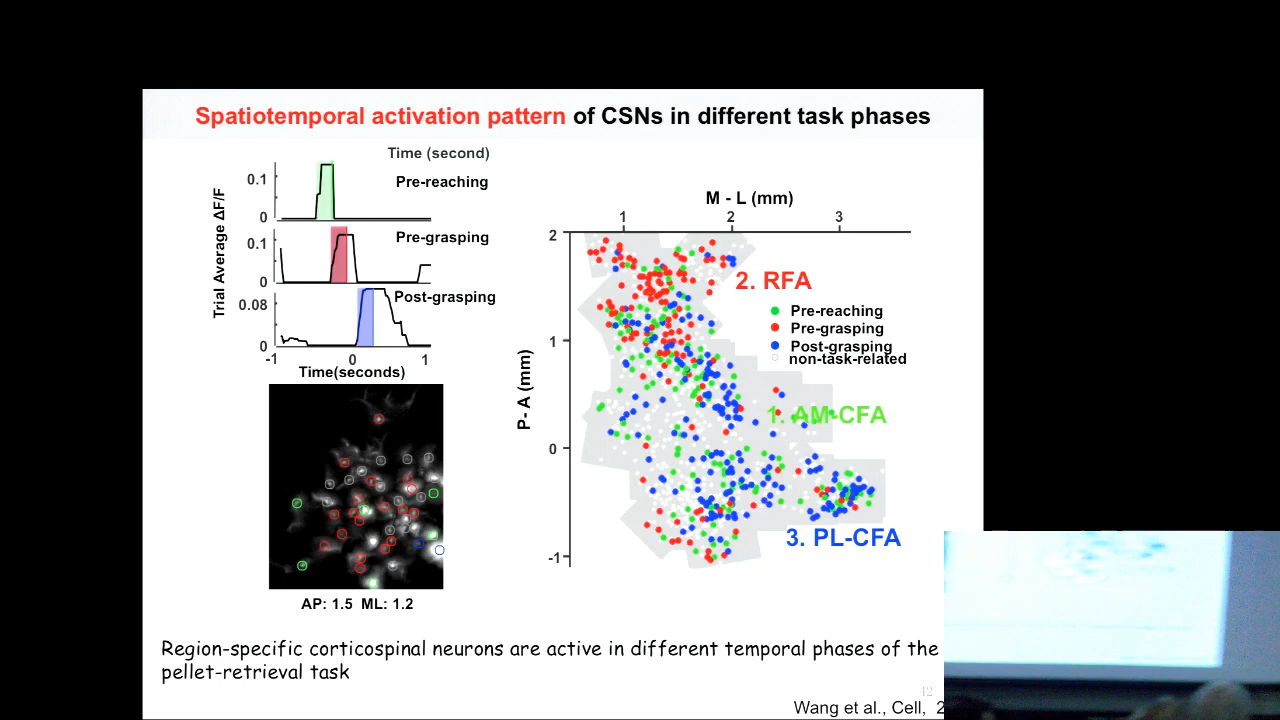 Spatiotemporal activation pattern of CSNs in different task phases
Time (second)
Trial Average ΔF/F
0.1
0
Pre-reaching
0.1
0
Pre-grasping
0.08
0
Post-grasping
-1 0 1
Time(seconds)
AP: 1.5 ML: 1.2
M - L (mm)
1 2 3
P- A (mm)
2
1
0
-1
2. RFA
Pre-reaching
Pre-grasping
Post-grasping
non-task-related
1. AM-CFA
3. PL-CFA
Region-specific corticospinal neurons are active in different temporal phases of the
pellet-retrieval task
42
Wang et al., Cell, 2